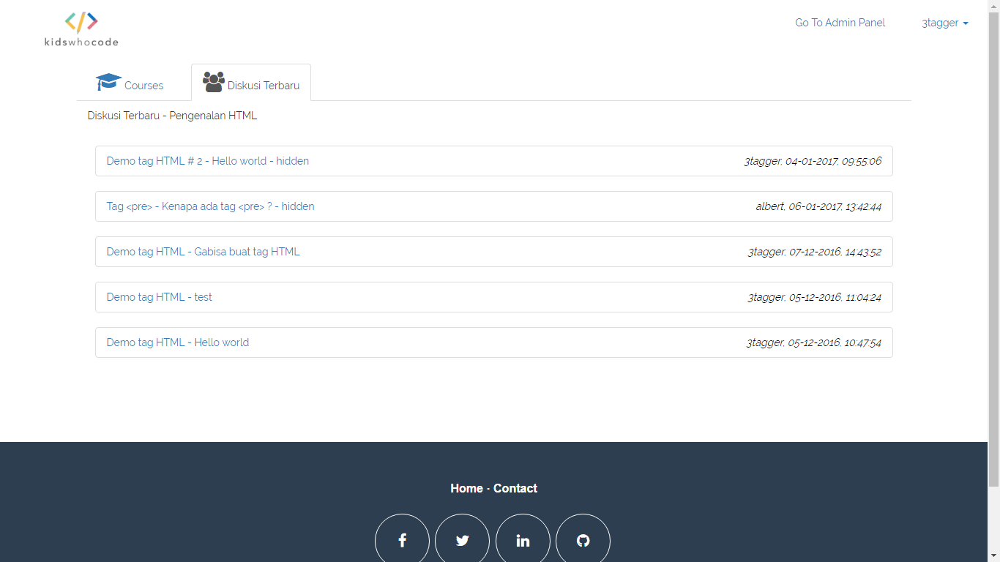 kidswhocode
Go To Admin Panel 3tagger
Courses Diskusi Terbaru
Diskusi Terbaru - Pengenalan HTML
Demo tag HTML # 2 - Hello world - hidden 3tagger, 04-01-2017, 09:55:06
Tag <pre> - Kenapa ada tag <pre> ? - hidden albert, 06-01-2017, 13:42:44
Demo tag HTML - Gabisa buat tag HTML 3tagger, 07-12-2016, 14:43:52
Demo tag HTML - test 3tagger, 05-12-2016, 11:04:24
Demo tag HTML - Hello world 3tagger, 05-12-2016, 10:47:54
Home · Contact